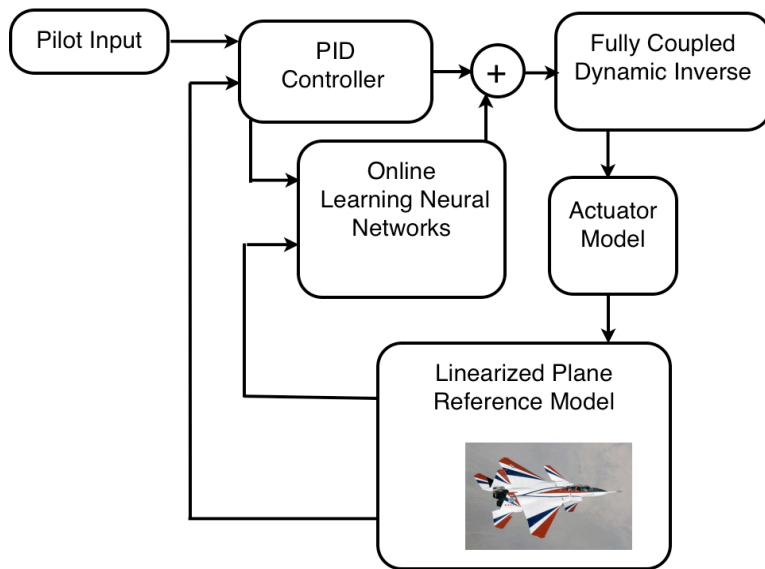 Pilot Input
PID
Controller
+
Fully Coupled
Dynamic Inverse
Online
Learning Neural
Networks
Actuator
Model
Linearized Plane
Reference Model